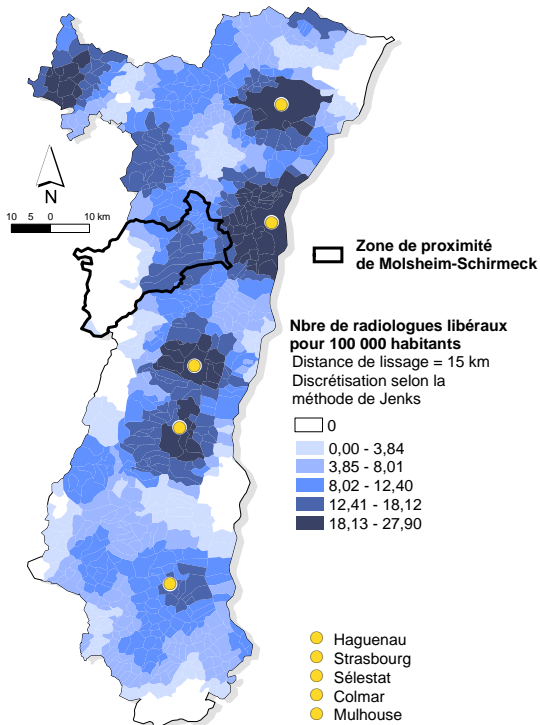 N
10 5 0 10 km
Zone de proximité
de Molsheim-Schirmeck
Nbre de radiologues libéraux
pour 100 000 habitants
Distance de lissage = 15 km
Discrétisation selon la
méthode de Jenks
0
0,00 - 3,84
3,85 - 8,01
8,02 - 12,40
12,41 - 18,12
18,13 - 27,90
Haguenau
Strasbourg
Sélestat
Colmar
Mulhouse